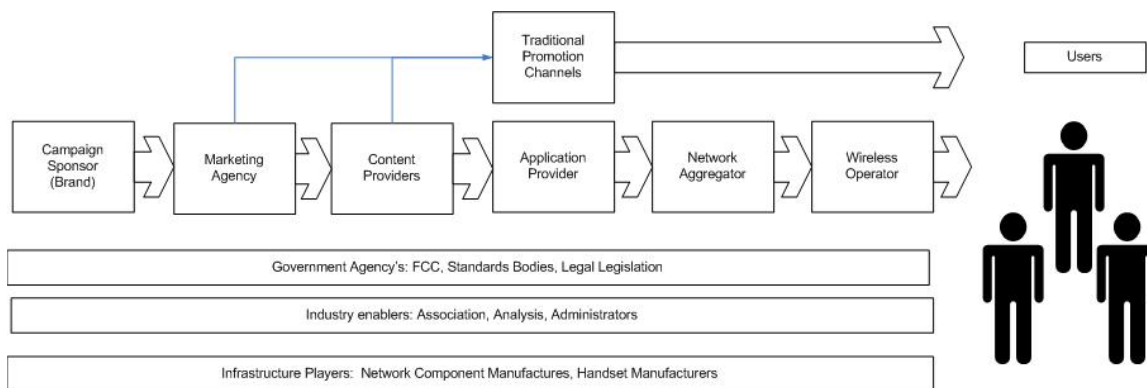 Traditional
Promotion
Channels
Users
Campaign
Sponsor
(Brand)
Marketing
Agency
Content
Providers
Application
Provider
Network
Aggregator
Wireless
Operator
Government Agency's: FCC, Standards Bodies, Legal Legislation
Industry enablers: Association, Analysis, Administrators
Infrastructure Players: Network Component Manufactures, Handset Manufacturers